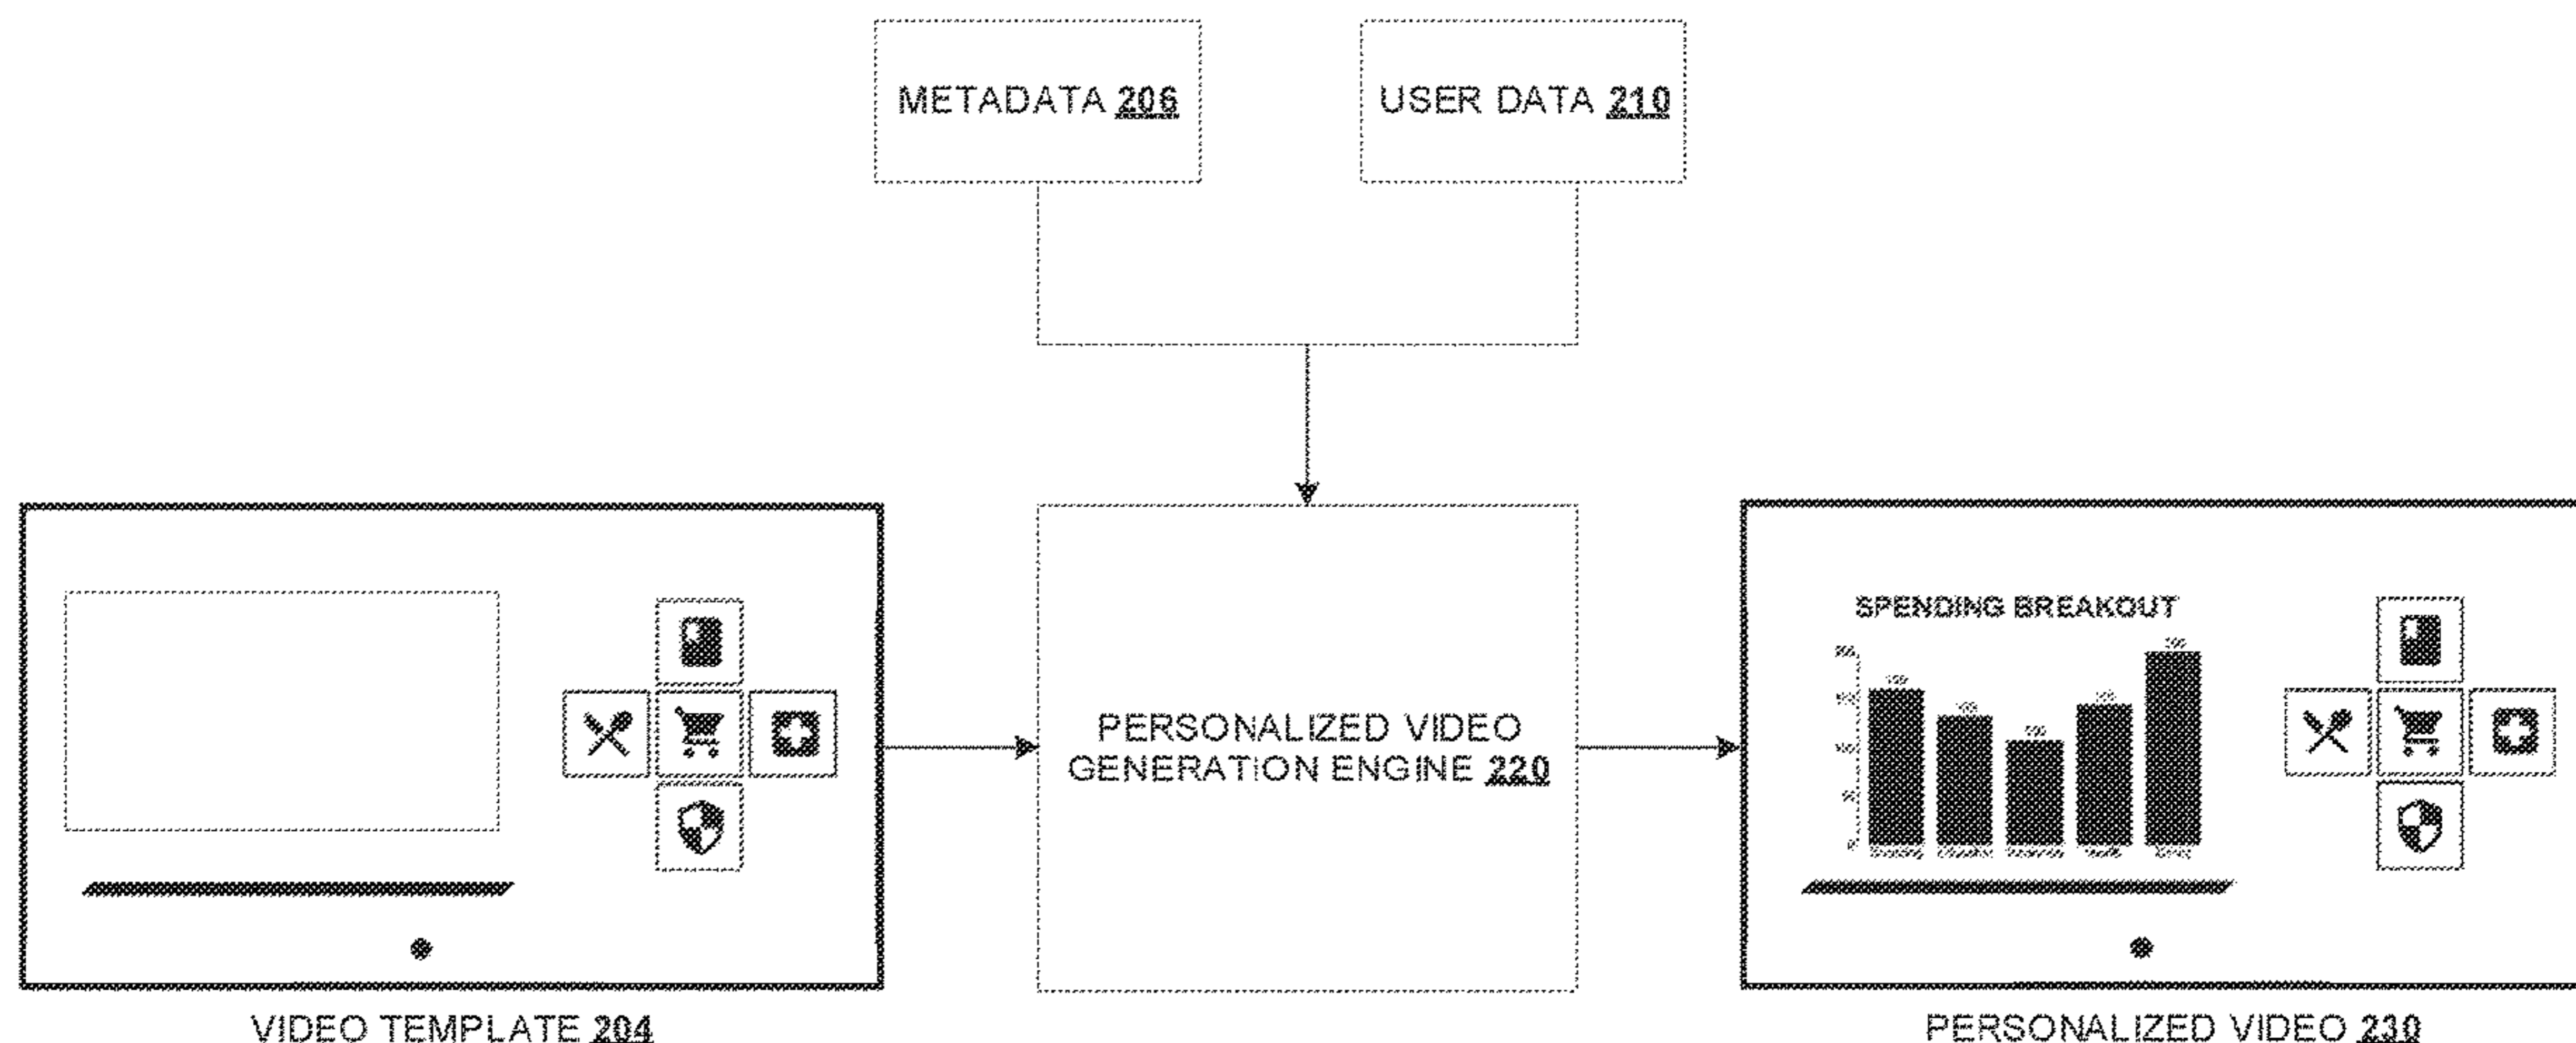 METADATA 206
USER DATA 210
PERSONALIZED VIDEO
GENERATION ENGINE 220
SPENDING BREAKOUT
VIDEO TEMPLATE 204
PERSONALIZED VIDEO 230